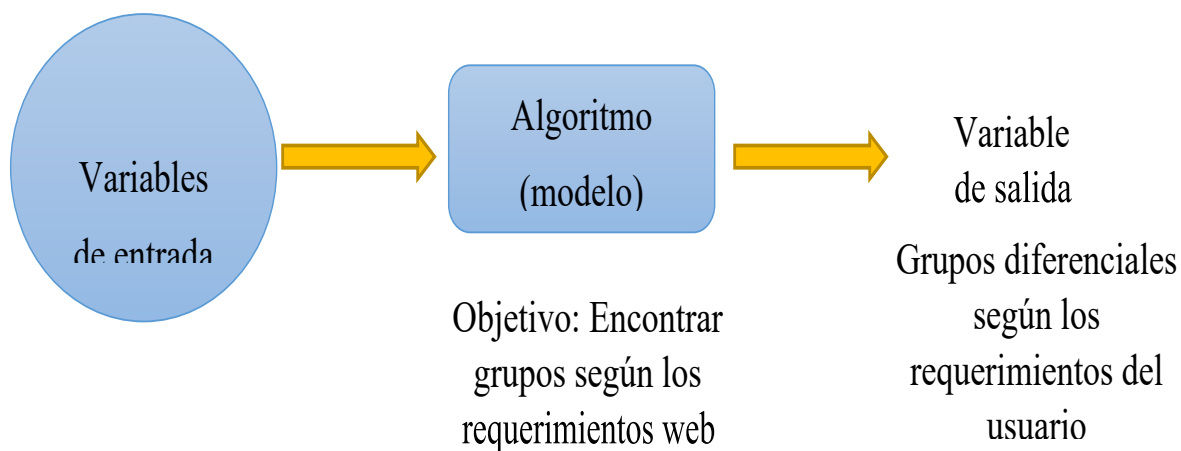 Variables
de entrada
Algoritmo
(modelo)
Objetivo: Encontrar
grupos según los
requerimientos web
Variable
de salida
Grupos diferenciales
según los
requerimientos del
usuario